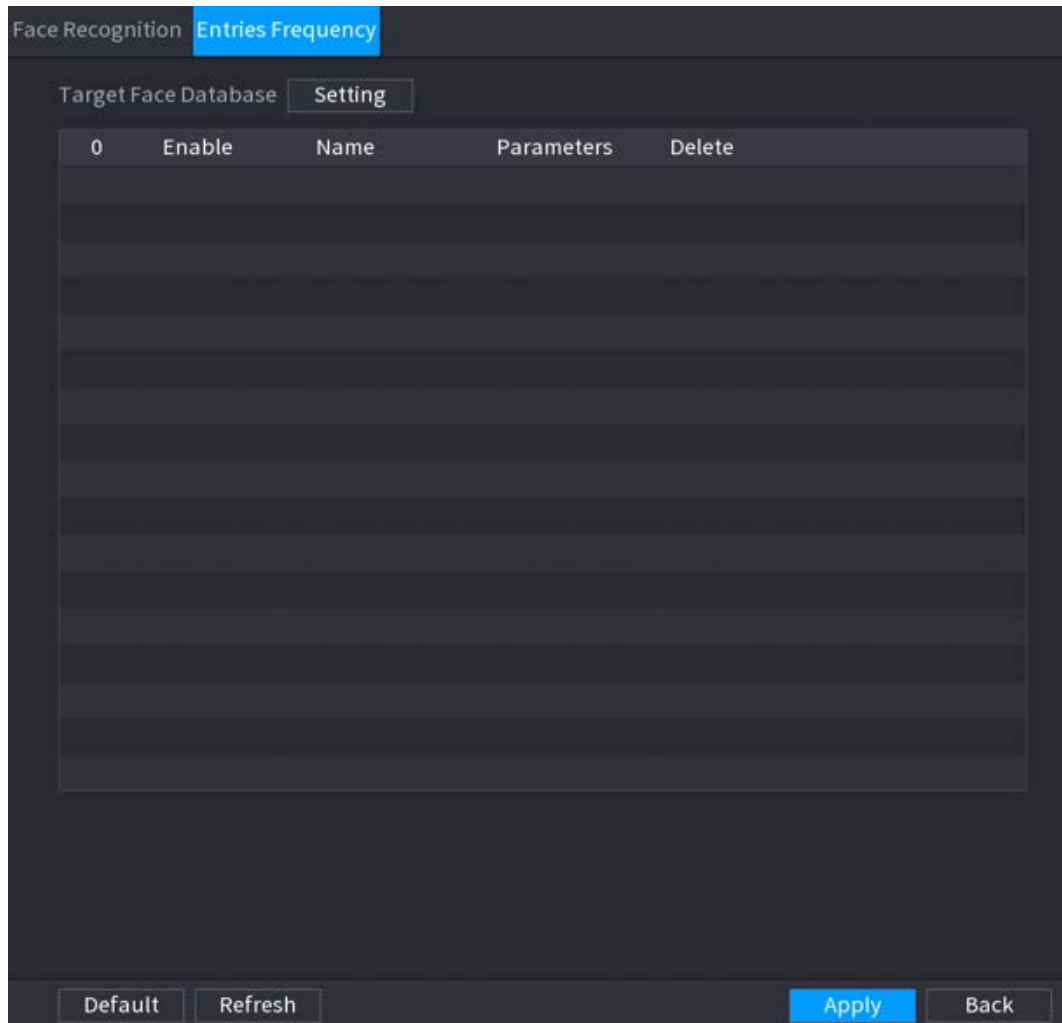 Face Recognition Entries Frequency
Target Face Database Setting
0 Enable Name Parameters Delete
Default Refresh Apply Back